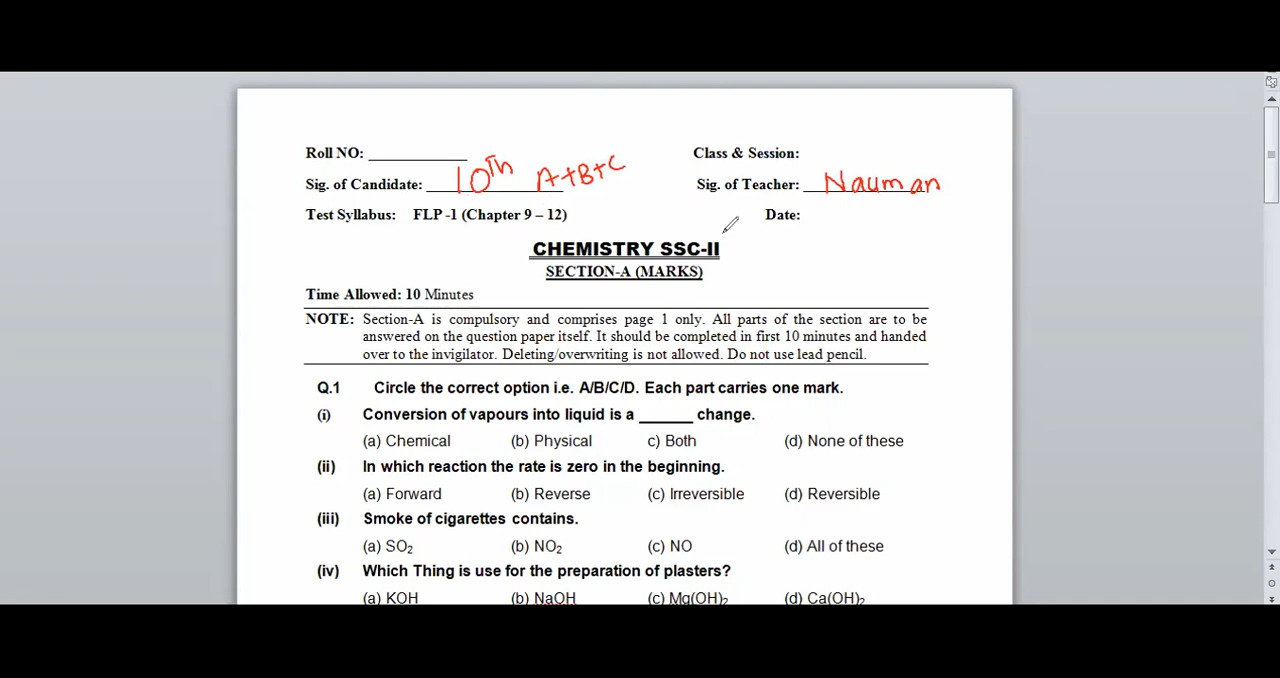 Roll NO: ________ Class & Session:
Sig. of Candidate: 10th A+B+C Sig. of Teacher: Nauman
Test Syllabus: FLP -1 (Chapter 9 – 12) Date:
CHEMISTRY SSC-II
SECTION-A (MARKS)
Time Allowed: 10 Minutes
NOTE: Section-A is compulsory and comprises page 1 only. All parts of the section are to be
answered on the question paper itself. It should be completed in first 10 minutes and handed
over to the invigilator. Deleting/overwriting is not allowed. Do not use lead pencil.
Q.1 Circle the correct option i.e. A/B/C/D. Each part carries one mark.
(i) Conversion of vapours into liquid is a ______ change.
(a) Chemical (b) Physical c) Both (d) None of these
(ii) In which reaction the rate is zero in the beginning.
(a) Forward (b) Reverse (c) Irreversible (d) Reversible
(iii) Smoke of cigarettes contains.
(a) SO₂ (b) NO₂ (c) NO (d) All of these
(iv) Which Thing is use for the preparation of plasters?
(a) KOH (b) NaOH (c) Mg(OH)₂ (d) Ca(OH)₂